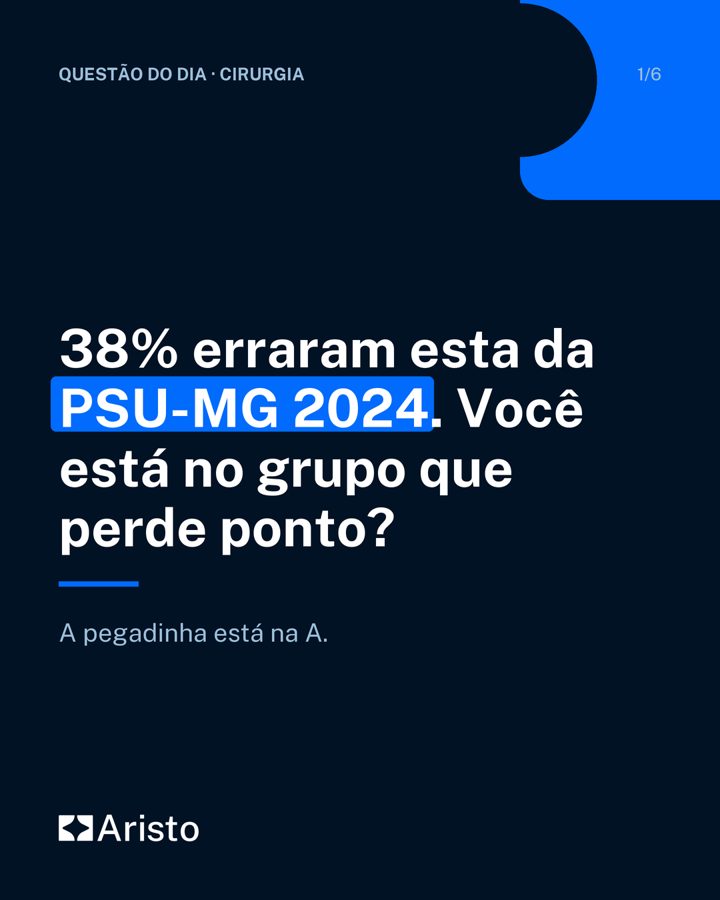 QUESTÃO DO DIA · CIRURGIA
1/6
38% erraram esta da
PSU-MG 2024. Você
está no grupo que
perde ponto?
A pegadinha está na A.
Aristo